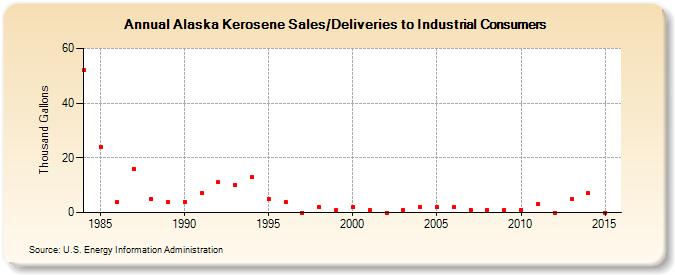 Annual Alaska Kerosene Sales/Deliveries to Industrial Consumers
Thousand Gallons
60
40
20
0
1985 1990 1995 2000 2005 2010 2015
Source: U.S. Energy Information Administration